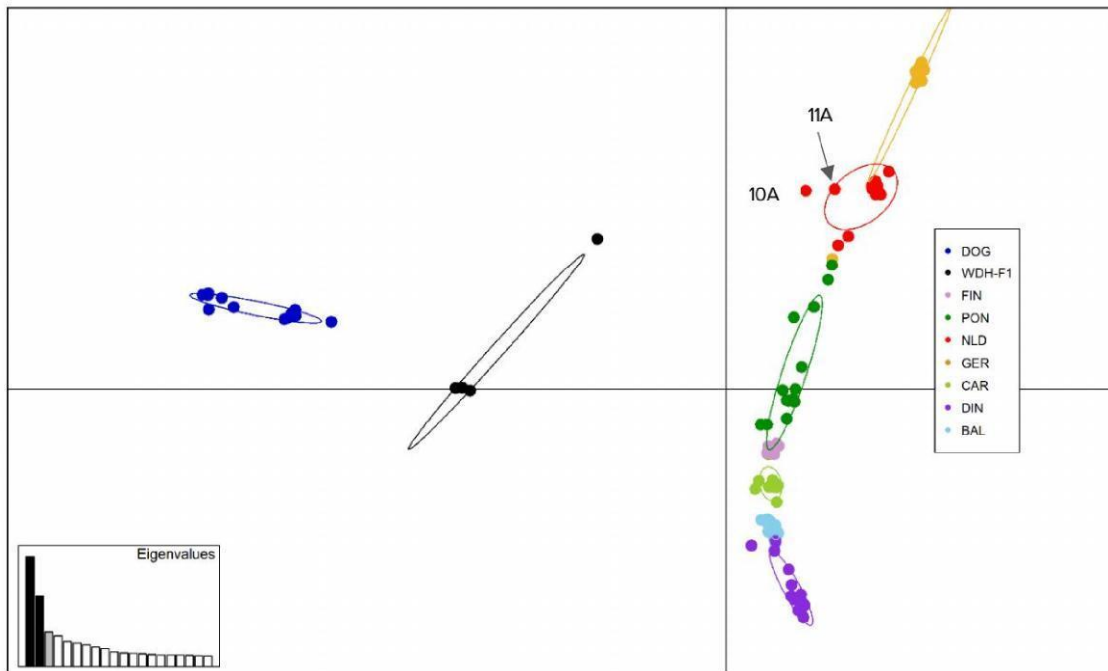 11A
10A
DOG
WDH-F1
FIN
PON
NLD
GER
CAR
DIN
BAL
Eigenvalues